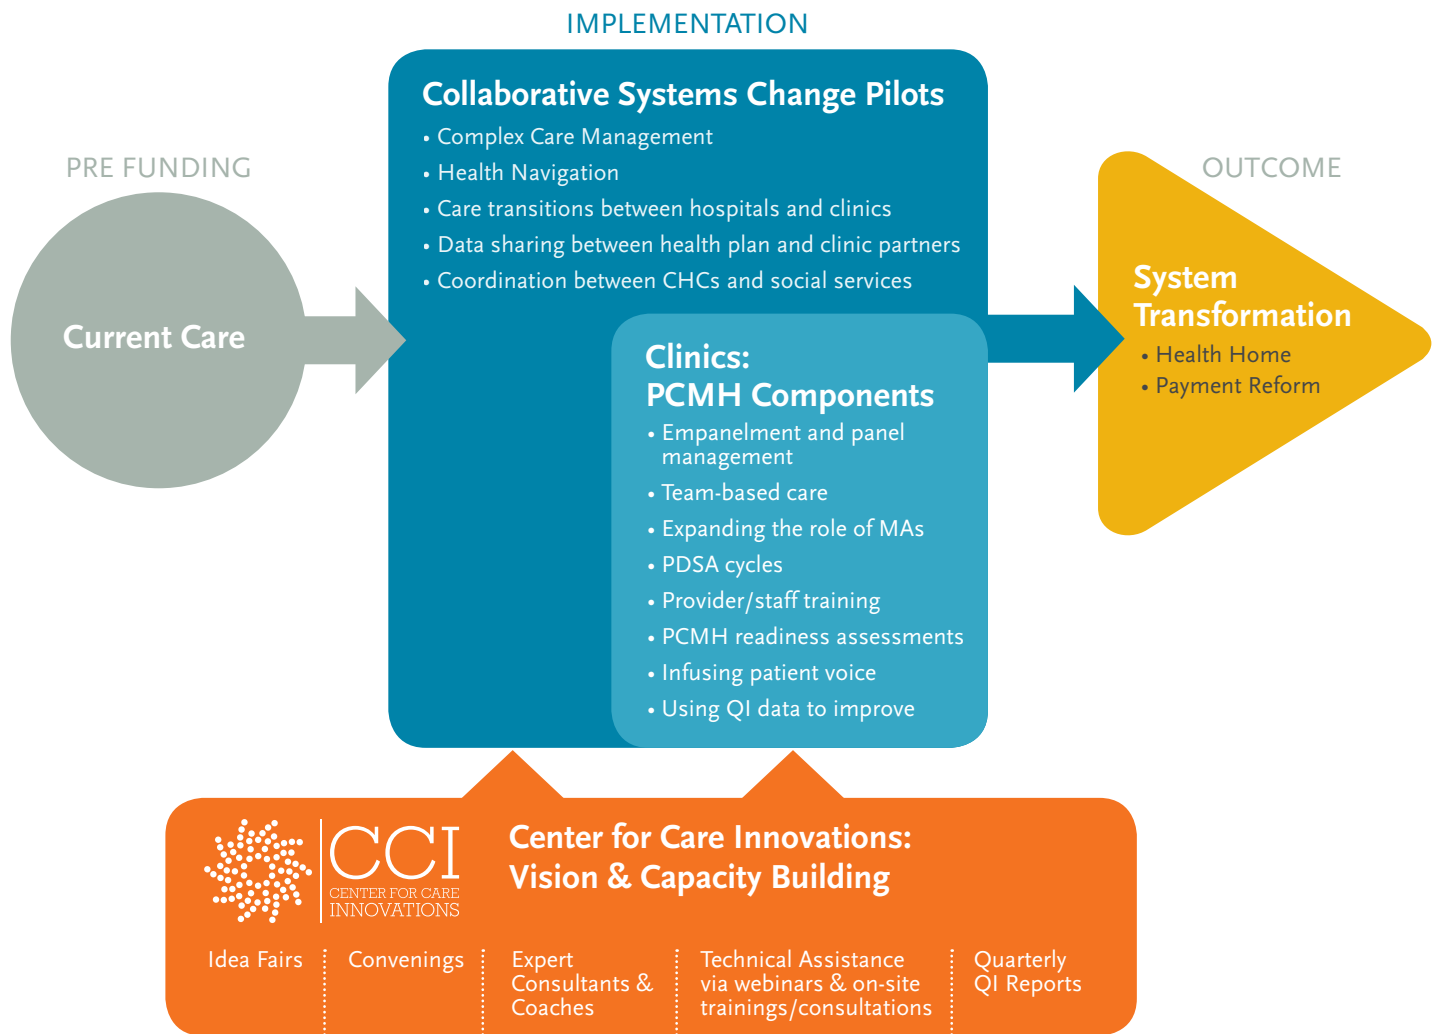 IMPLEMENTATION
PRE FUNDING
Current Care
Collaborative Systems Change Pilots
• Complex Care Management
• Health Navigation
• Care transitions between hospitals and clinics
• Data sharing between health plan and clinic partners
• Coordination between CHCs and social services
Clinics:
PCMH Components
• Empanelment and panel
management
• Team-based care
• Expanding the role of MAs
• PDSA cycles
• Provider/staff training
• PCMH readiness assessments
• Infusing patient voice
• Using QI data to improve
OUTCOME
System
Transformation
• Health Home
• Payment Reform
CCI
CENTER FOR CARE
INNOVATIONS
Center for Care Innovations:
Vision & Capacity Building
Idea Fairs
Convenings
Expert
Consultants &
Coaches
Technical Assistance
via webinars & on-site
trainings/consultations
Quarterly
QI Reports